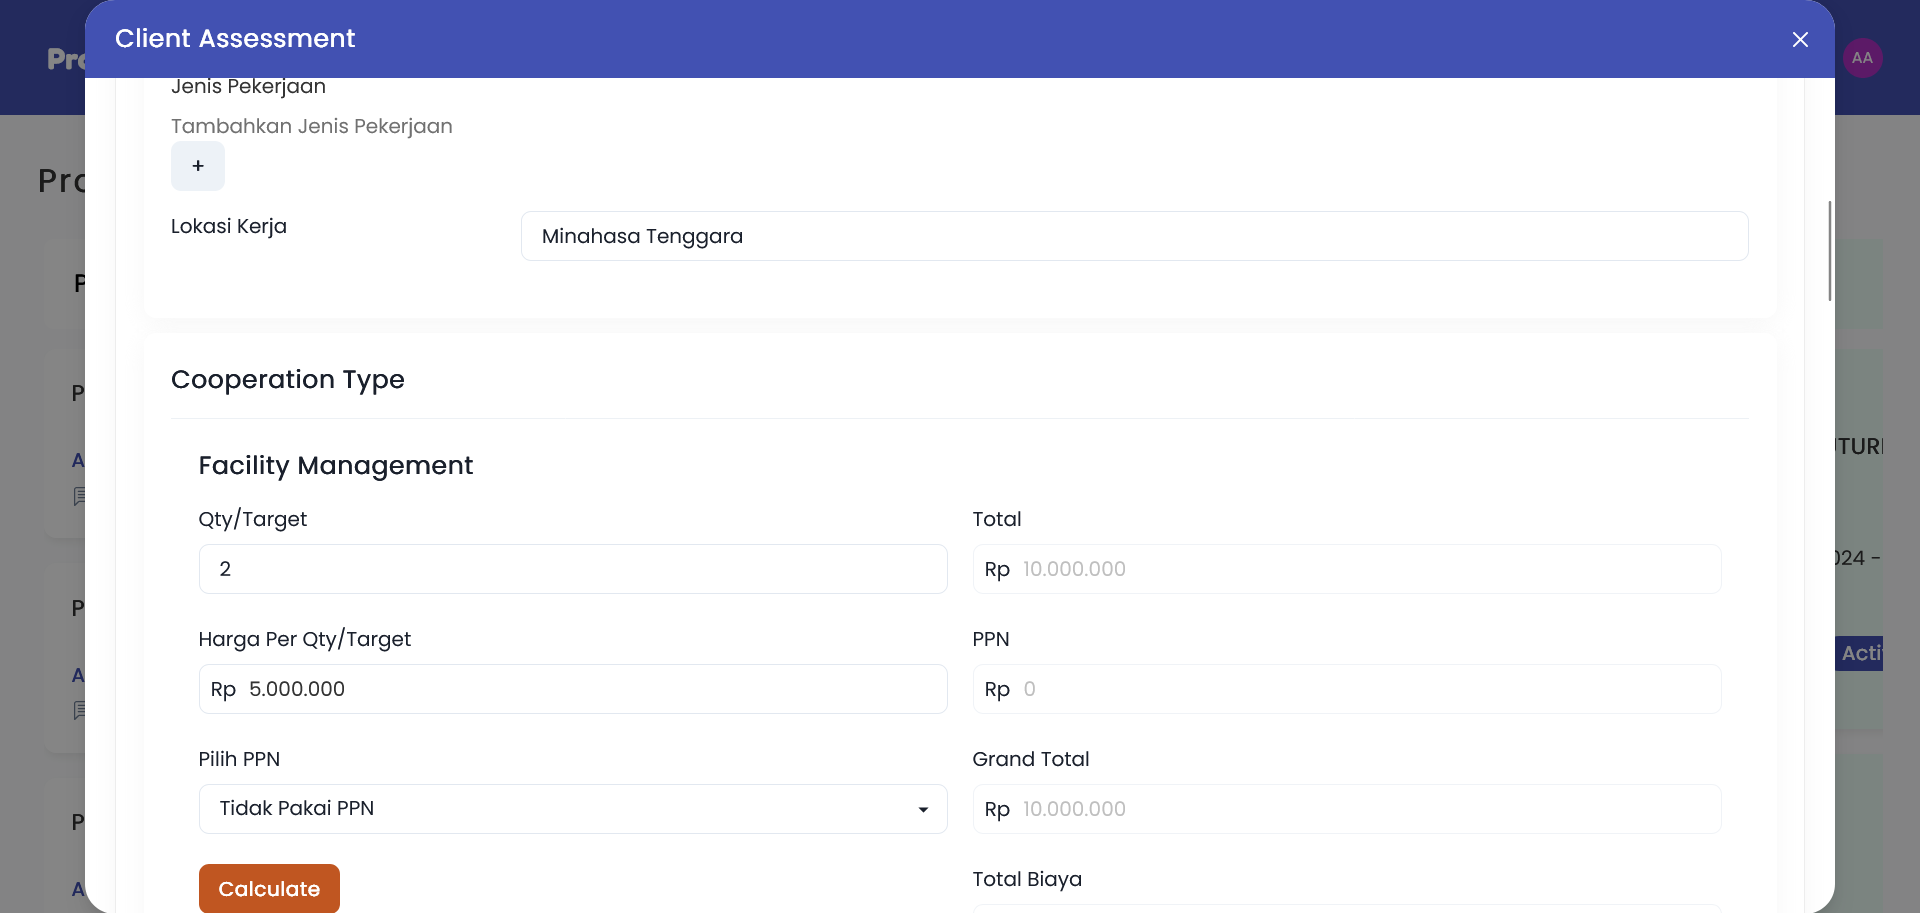 Client Assessment
AA
Jenis Pekerjaan
Tambahkan Jenis Pekerjaan
+
Lokasi Kerja
Minahasa Tenggara
Cooperation Type
Facility Management
Qty/Target
2
Total
Rp 10.000.000
Harga Per Qty/Target
Rp 5.000.000
PPN
Rp 0
Pilih PPN
Tidak Pakai PPN
Grand Total
Rp 10.000.000
Calculate
Total Biaya